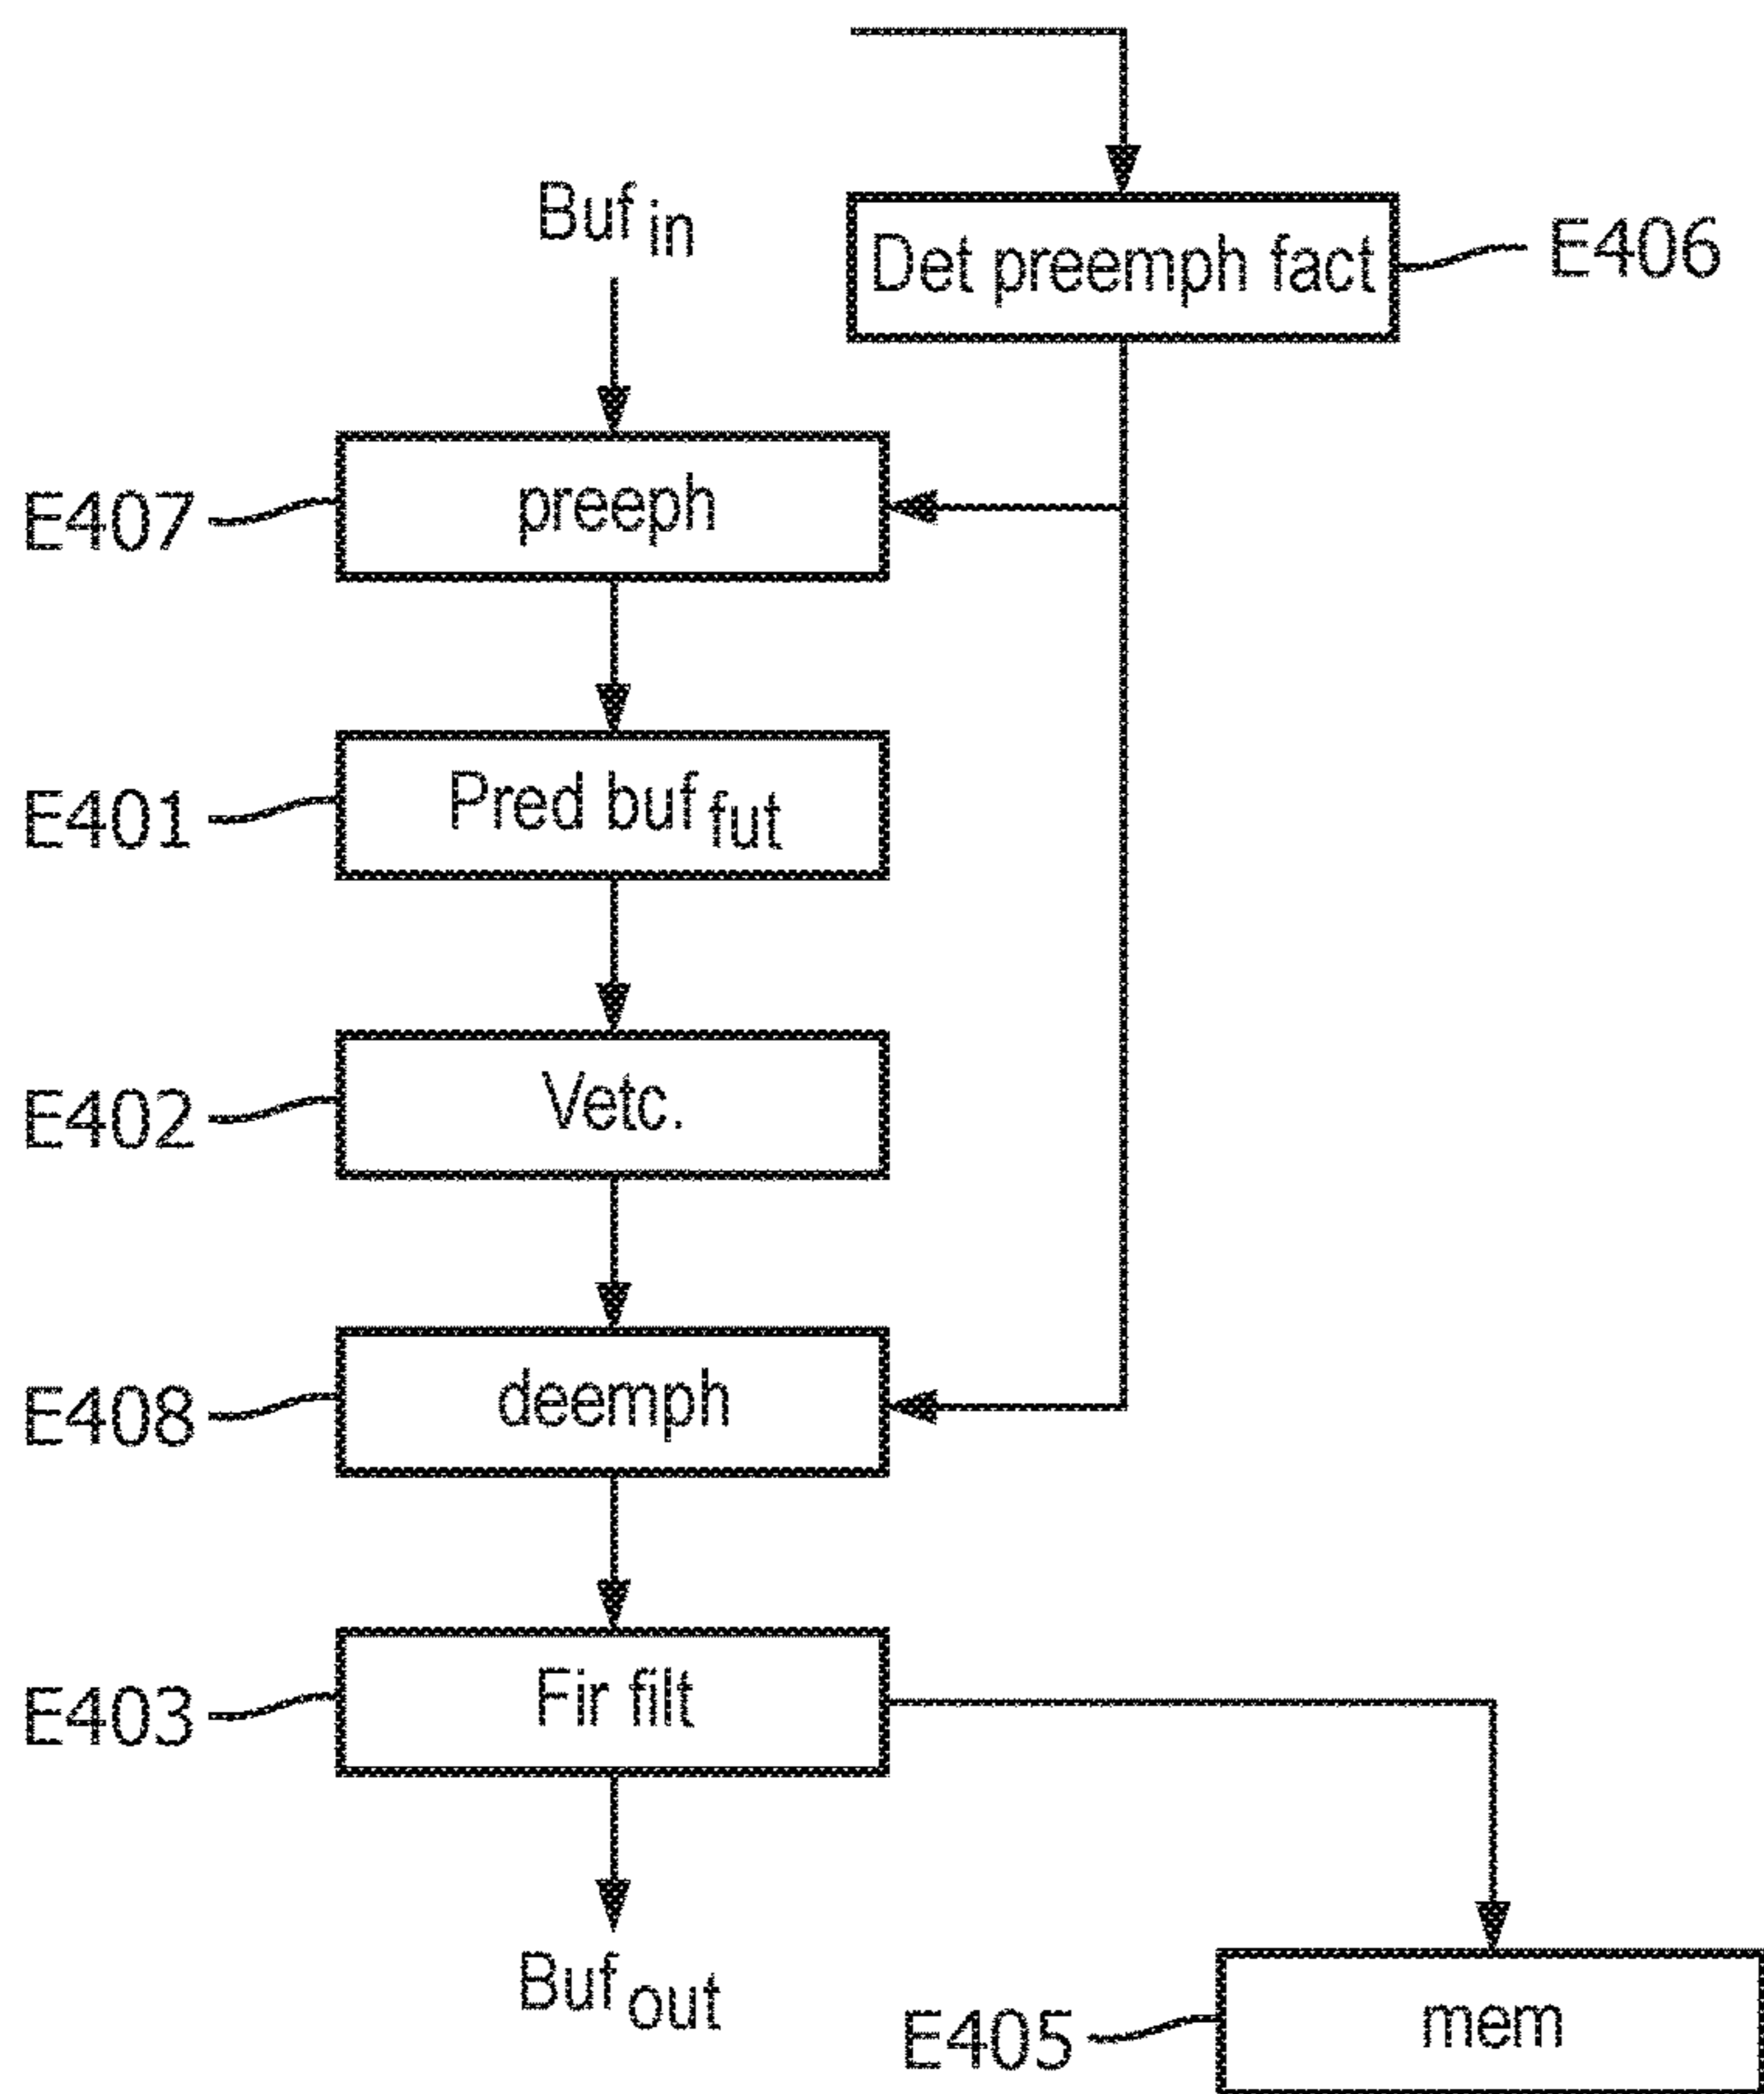 Buf in
Det preemph fact
E406
E407
preeph
E401
Pred buf fut
E402
Vetc.
E408
deemph
E403
Fir filt
Buf out
E405
mem